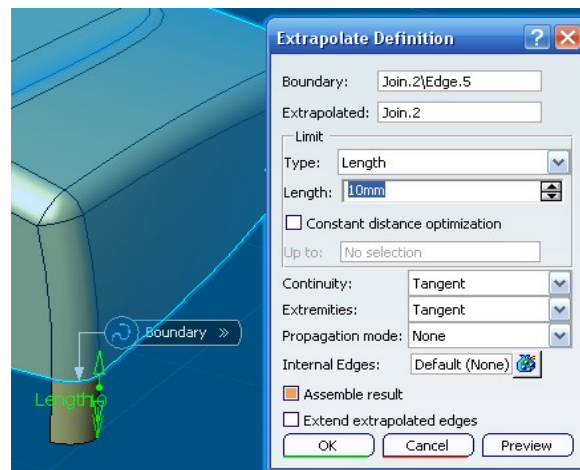 Extrapolate Definition
Boundary: Join.2\Edge.5
Extrapolated: Join.2
Limit
Type: Length
Length: 10mm
Constant distance optimization
Up to: No selection
Continuity: Tangent
Extremities: Tangent
Propagation mode: None
Internal Edges: Default (None)
Assemble result
Extend extrapolated edges
OK Cancel Preview
Boundary »
Length